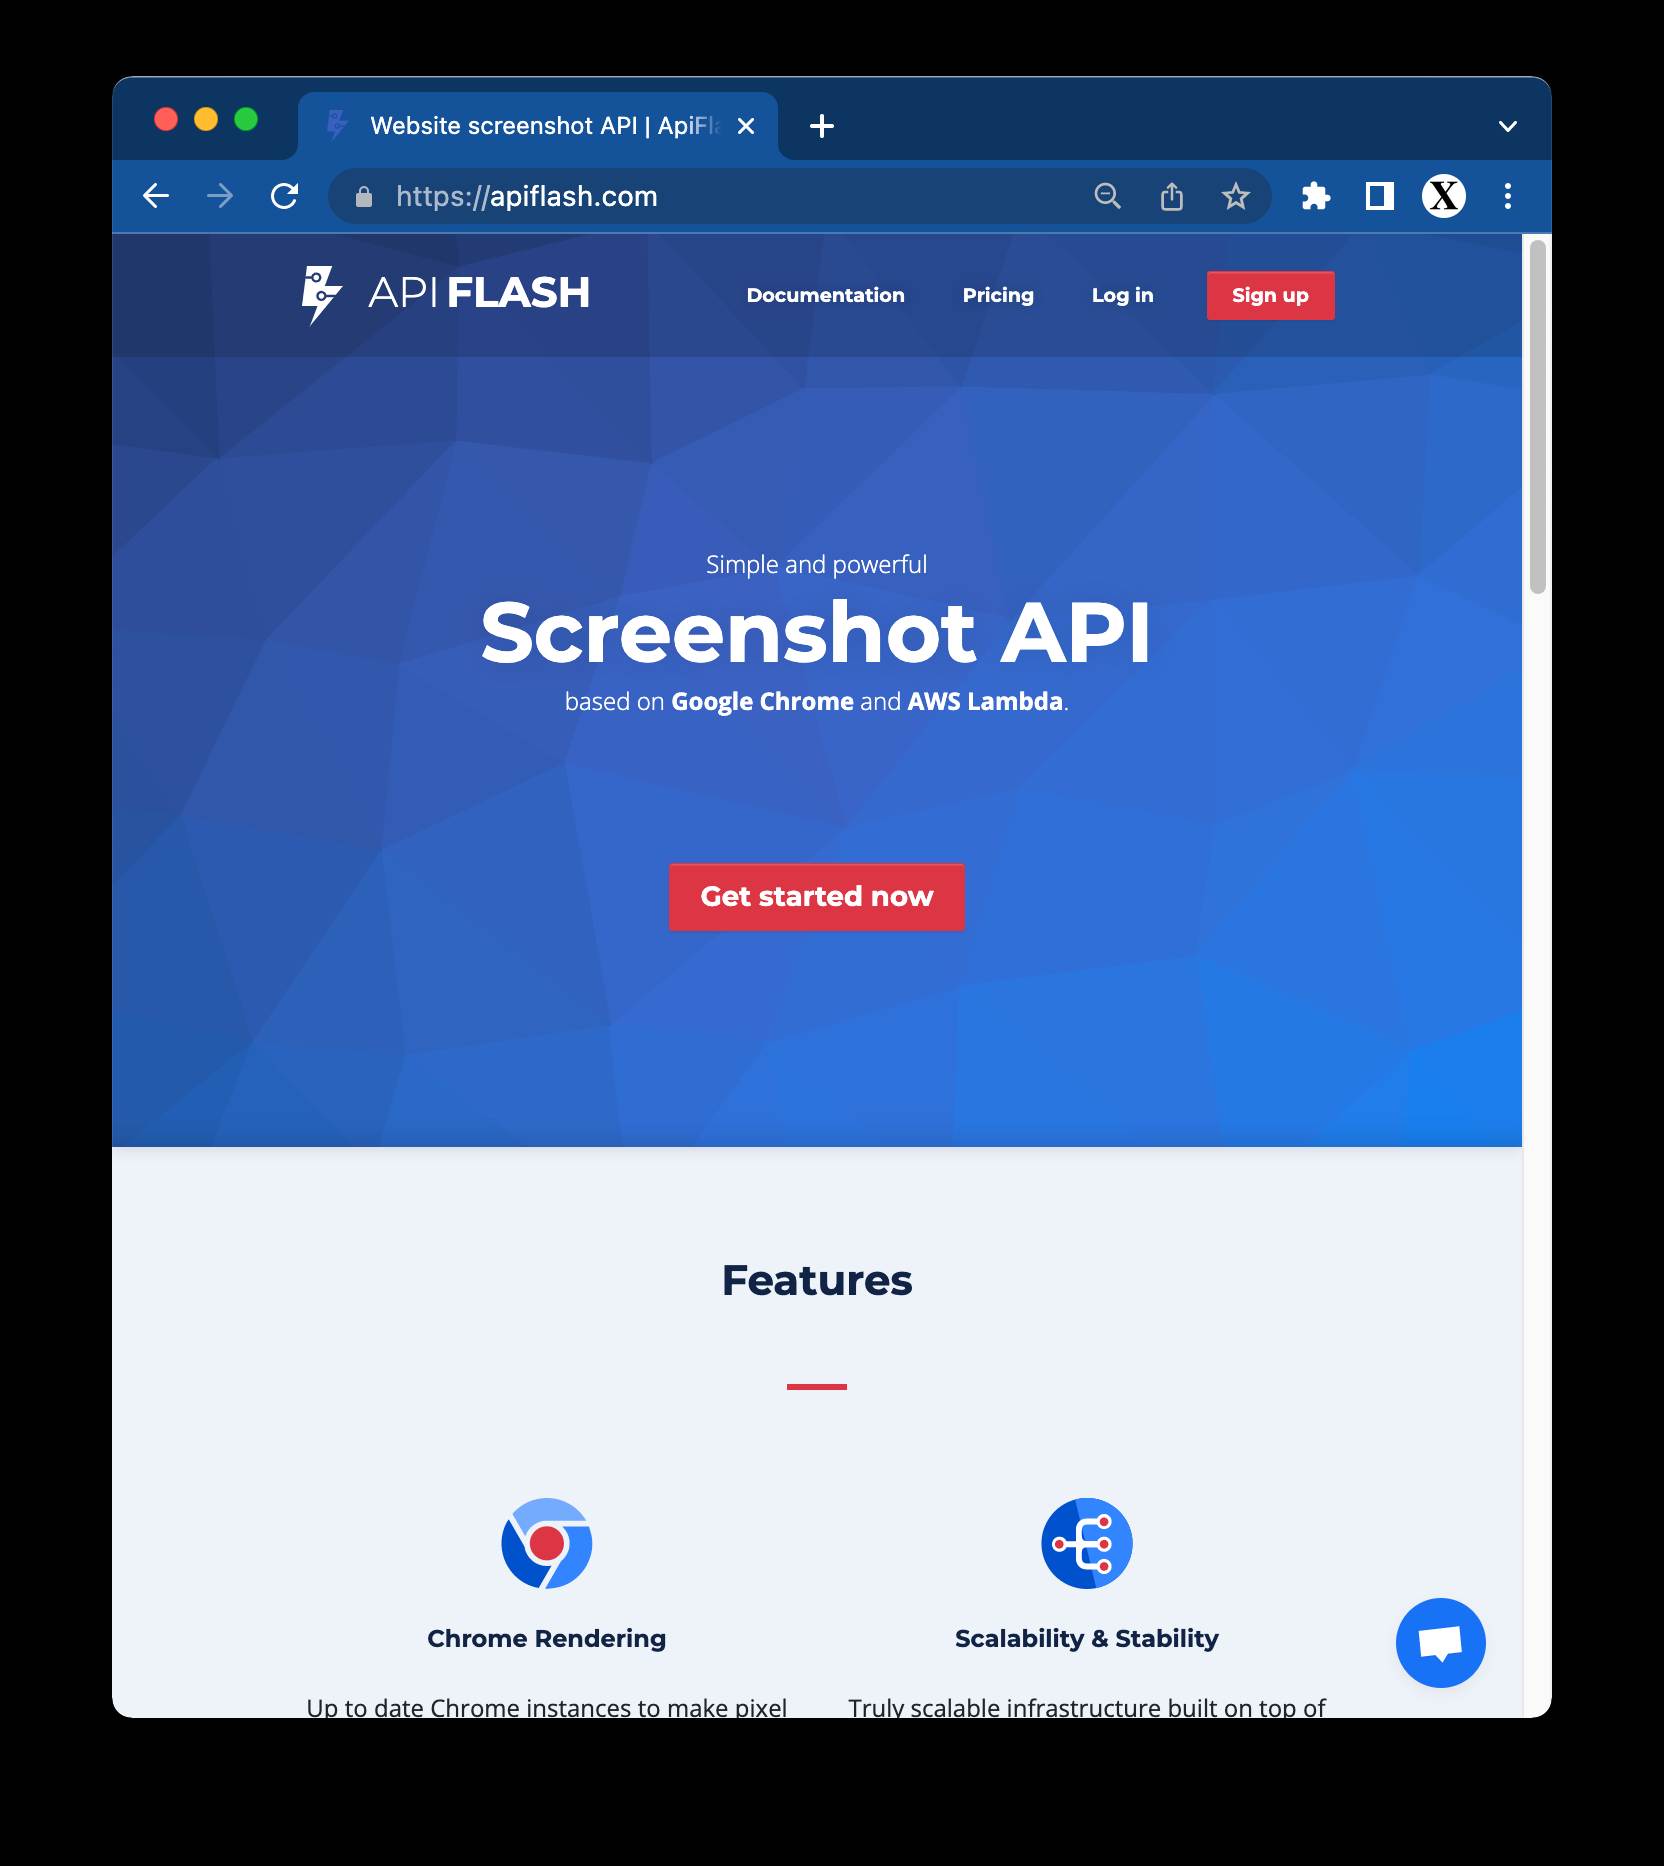 Website screenshot API | ApiFl
https://apiflash.com
X
API FLASH
Documentation Pricing Log in Sign up
Simple and powerful
Screenshot API
based on Google Chrome and AWS Lambda.
Get started now
Features
Chrome Rendering
Scalability & Stability
Up to date Chrome instances to make pixel
Truly scalable infrastructure built on top of